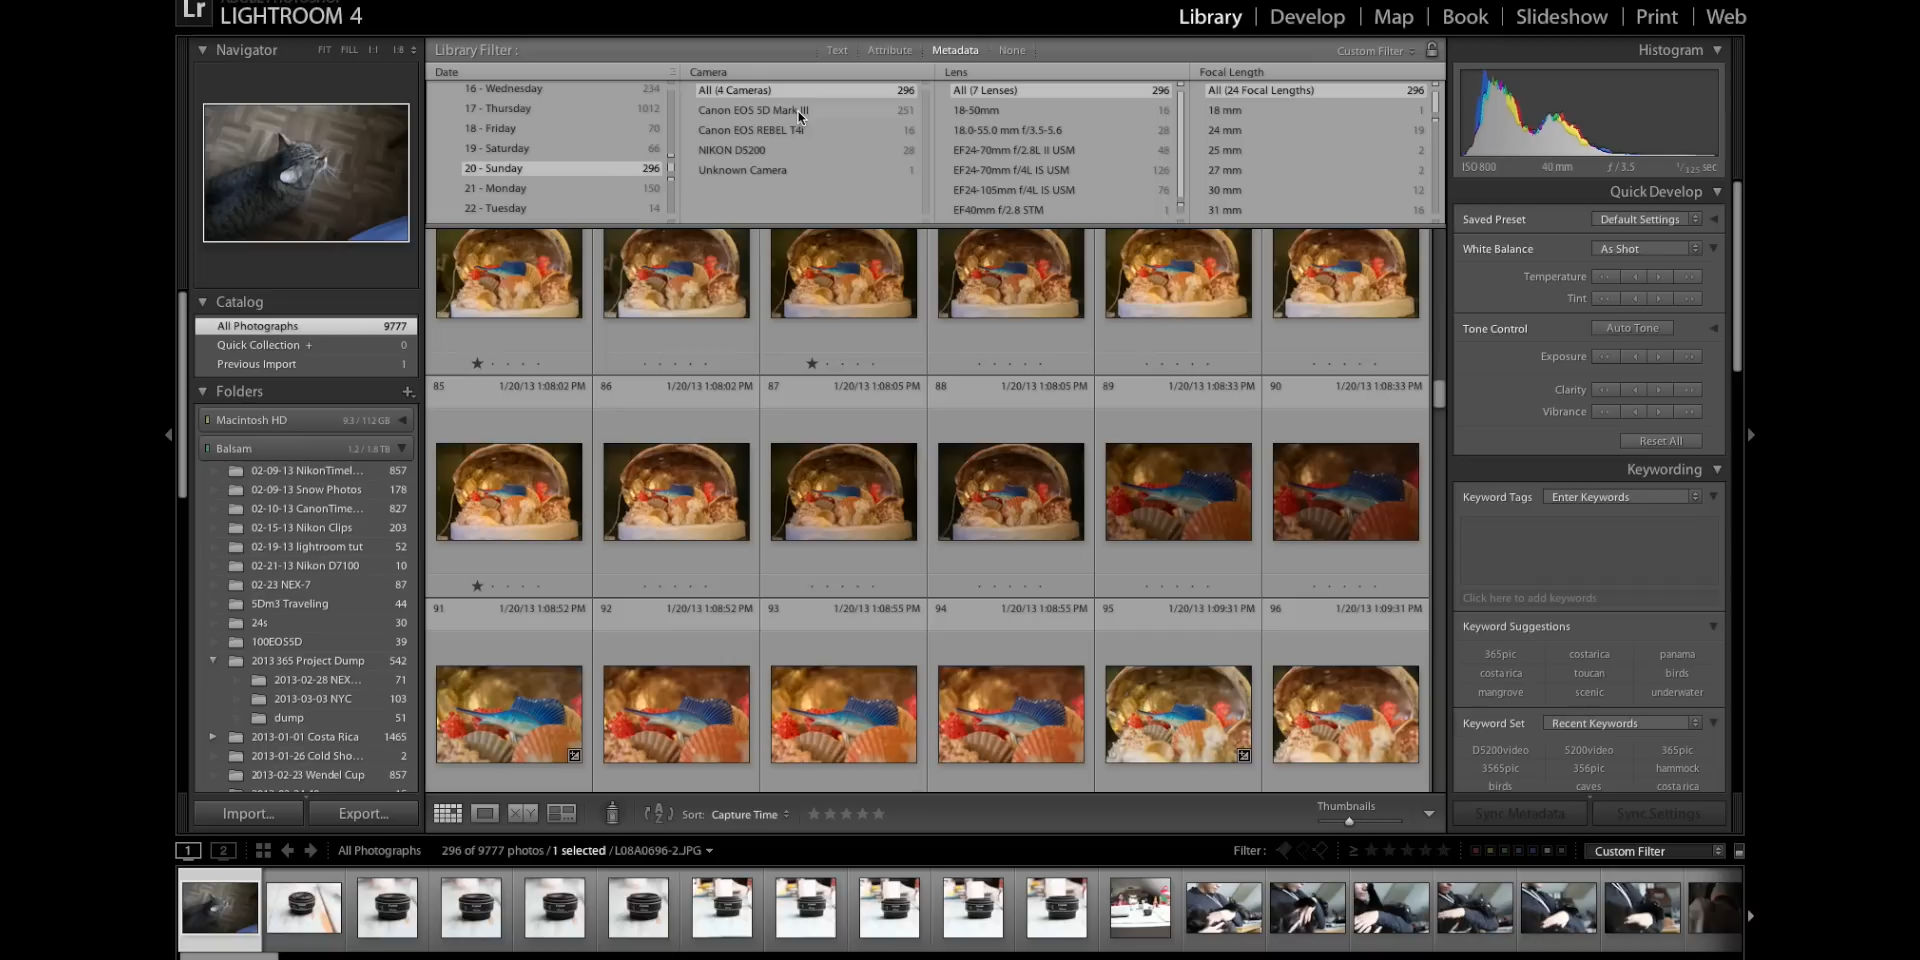 Lr
LIGHTROOM 4
Library | Develop | Map | Book | Slideshow | Print | Web
Navigator FIT FILL 1:1 1:8
Catalog
All Photographs 9777
Quick Collection + 0
Previous Import 1
Folders +
Macintosh HD 9.3 / 112 GB
Balsam 1.2 / 1.8 TB
02-09-13 NikonTimel... 857
02-09-13 Snow Photos 178
02-10-13 CanonTime... 827
02-15-13 Nikon Clips 203
02-19-13 lightroom tut 52
02-21-13 Nikon D7100 10
02-23 NEX-7 87
5Dm3 Traveling 44
24s 30
100EOS5D 39
2013 365 Project Dump 542
2013-02-28 NEX... 71
2013-03-03 NYC 103
dump 51
2013-01-01 Costa Rica 1465
2013-01-26 Cold Sho... 2
2013-02-23 Wendel Cup 857
Import... Export...
Library Filter : Text Attribute Metadata None Custom Filter
Date
16 - Wednesday 234
17 - Thursday 1012
18 - Friday 70
19 - Saturday 66
20 - Sunday 296
21 - Monday 150
22 - Tuesday 14
Camera
All (4 Cameras) 296
Canon EOS 5D Mark III 251
Canon EOS REBEL T4i 16
NIKON D5200 28
Unknown Camera 1
Lens
All (7 Lenses) 296
18-50mm 16
18.0-55.0 mm f/3.5-5.6 28
EF24-70mm f/2.8L II USM 48
EF24-70mm f/4L IS USM 126
EF24-105mm f/4L IS USM 76
EF40mm f/2.8 STM 1
Focal Length
All (24 Focal Lengths) 296
18 mm 1
24 mm 19
25 mm 2
27 mm 2
30 mm 12
31 mm 16
85 1/20/13 1:08:02 PM 86 1/20/13 1:08:02 PM 87 1/20/13 1:08:05 PM 88 1/20/13 1:08:05 PM 89 1/20/13 1:08:33 PM 90 1/20/13 1:08:33 PM
91 1/20/13 1:08:52 PM 92 1/20/13 1:08:52 PM 93 1/20/13 1:08:55 PM 94 1/20/13 1:08:55 PM 95 1/20/13 1:09:31 PM 96 1/20/13 1:09:31 PM
Sort: Capture Time
Thumbnails
Histogram
ISO 800 40 mm f / 3.5 1/125 sec
Quick Develop
Saved Preset Default Settings
White Balance As Shot
Temperature
Tint
Tone Control Auto Tone
Exposure
Clarity
Vibrance
Reset All
Keywording
Keyword Tags Enter Keywords
Click here to add keywords
Keyword Suggestions
365pic costarica panama
costa rica toucan birds
mangrove scenic underwater
Keyword Set Recent Keywords
D5200video 5200video 365pic
3565pic 356pic hammock
birds caves costa rica
Sync Metadata Sync Settings
1 2 All Photographs 296 of 9777 photos / 1 selected / L08A0696-2.JPG Filter : Custom Filter